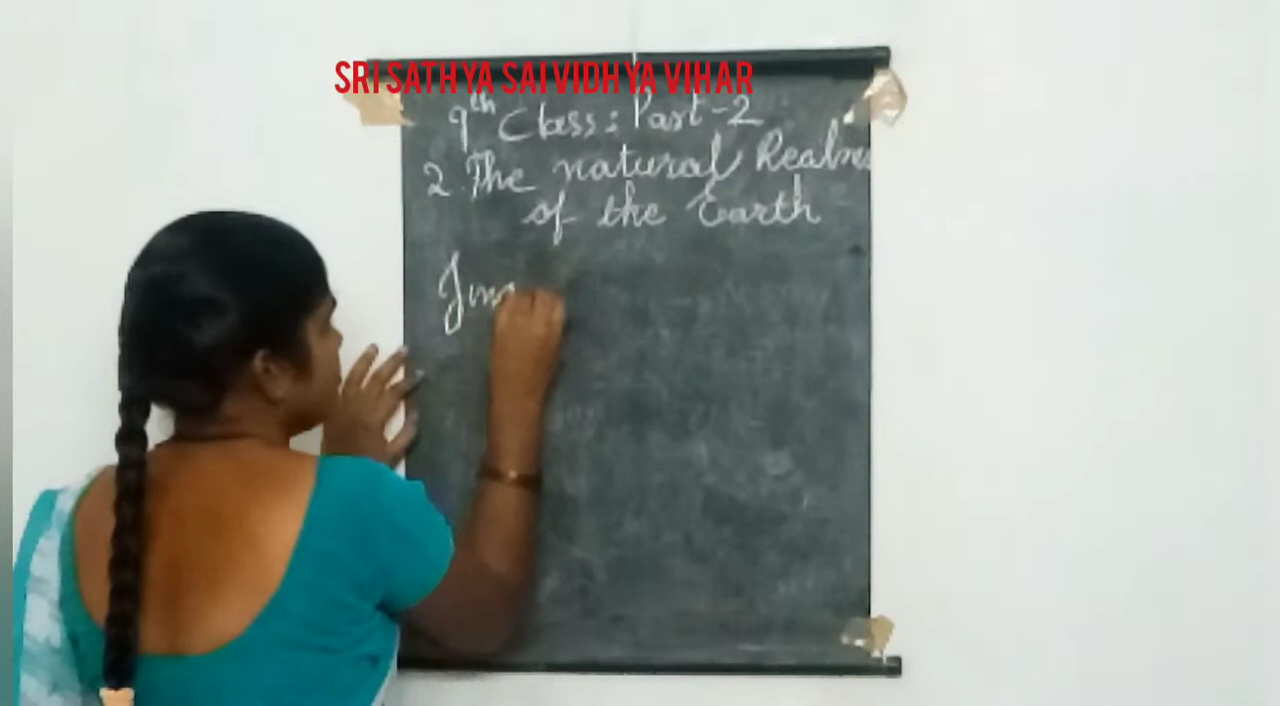 SRI SATHYA SAI VIDHYA VIHAR
9th Class: Part-2
2. The natural Realms
of the Earth